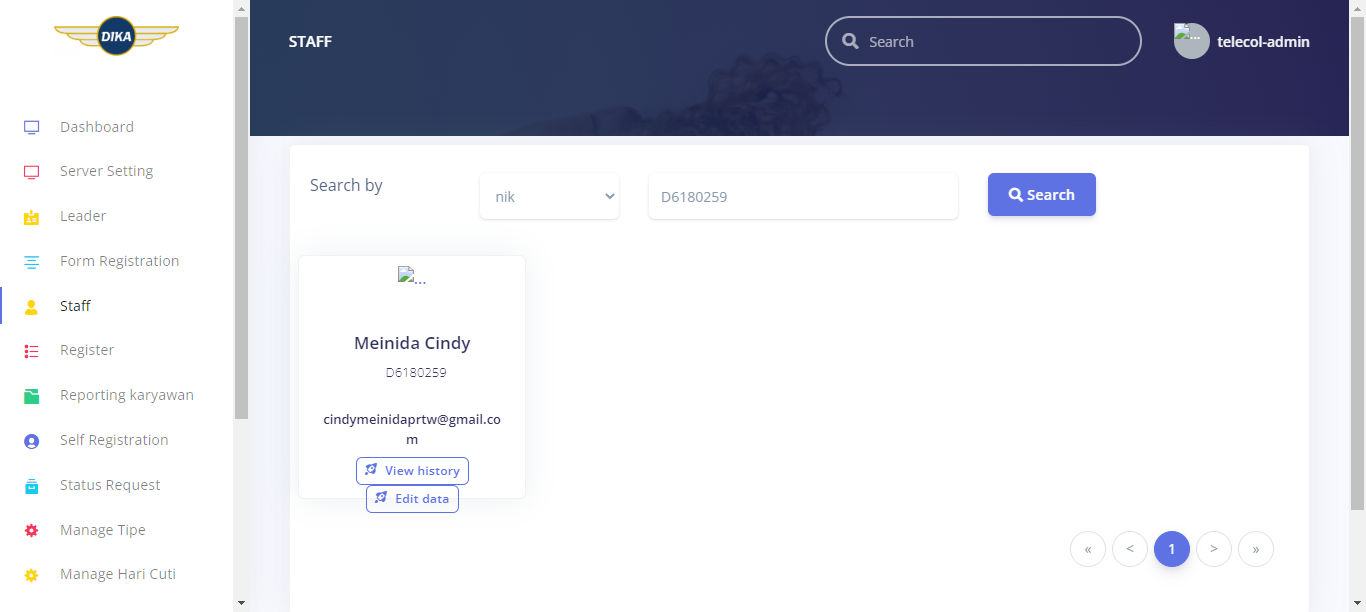 DIKA
STAFF
Search
...
telecol-admin
Dashboard
Server Setting
Leader
Form Registration
Staff
Register
Reporting karyawan
Self Registration
Status Request
Manage Tipe
Manage Hari Cuti
Search by
nik
D6180259
Search
...
Meinida Cindy
D6180259
cindymeinidaprtw@gmail.co
m
View history
Edit data
« < 1 > »